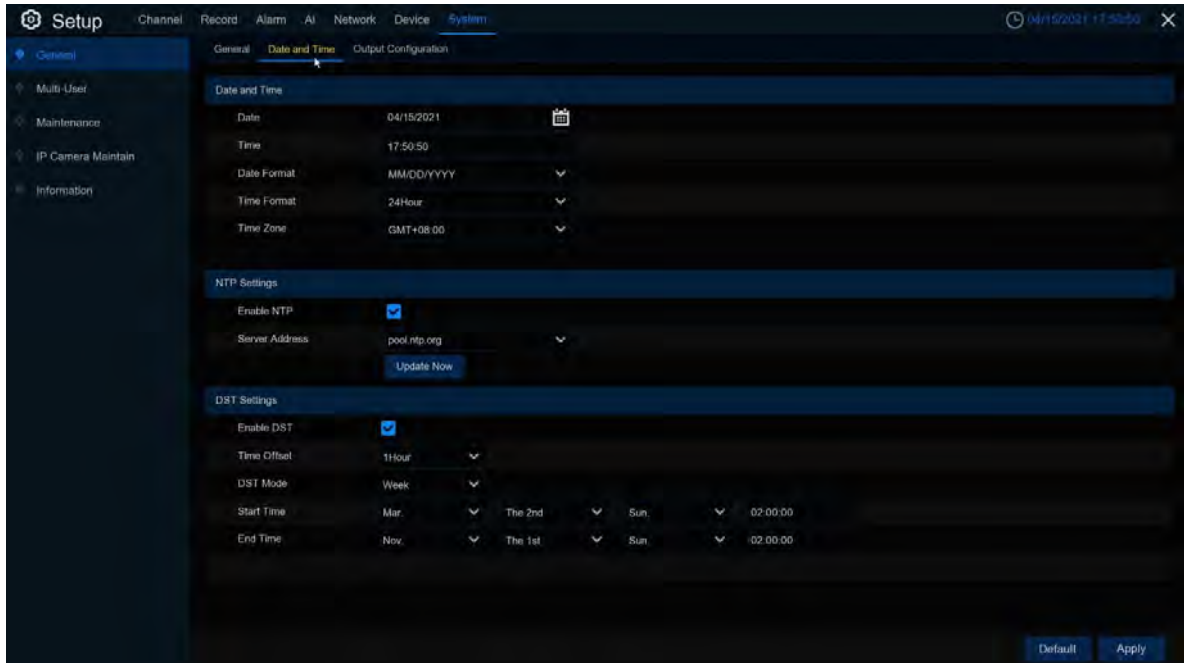 Setup Channel Record Alarm AI Network Device System 04/15/2021 17:50:50
General General Date and Time Output Configuration
Multi-User
Maintenance
IP Camera Maintain
Information
Date and Time
Date 04/15/2021
Time 17:50:50
Date Format MM/DD/YYYY
Time Format 24Hour
Time Zone GMT+08:00
NTP Settings
Enable NTP
Server Address pool.ntp.org
Update Now
DST Settings
Enable DST
Time Offset 1Hour
DST Mode Week
Start Time Mar. The 2nd Sun. 02:00:00
End Time Nov. The 1st Sun. 02:00:00
Default Apply